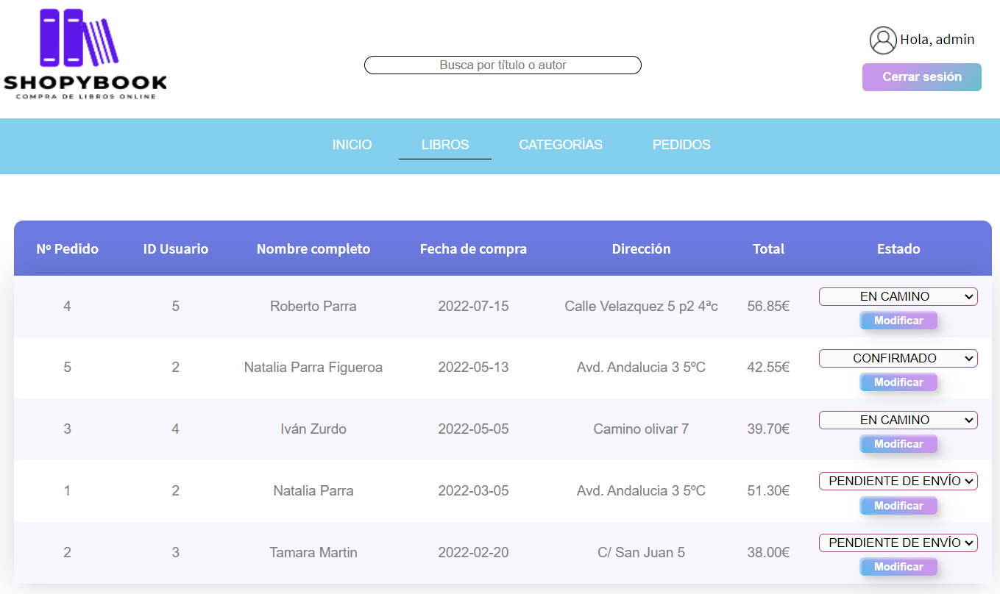 SHOPYBOOK
COMPRA DE LIBROS ONLINE
Busca por título o autor
Hola, admin
Cerrar sesión
INICIO LIBROS CATEGORÍAS PEDIDOS
Nº Pedido ID Usuario Nombre completo Fecha de compra Dirección Total Estado
4 5 Roberto Parra 2022-07-15 Calle Velazquez 5 p2 4ªc 56.85€ EN CAMINO
Modificar
5 2 Natalia Parra Figueroa 2022-05-13 Avd. Andalucia 3 5ºC 42.55€ CONFIRMADO
Modificar
3 4 Iván Zurdo 2022-05-05 Camino olivar 7 39.70€ EN CAMINO
Modificar
1 2 Natalia Parra 2022-03-05 Avd. Andalucia 3 5ºC 51.30€ PENDIENTE DE ENVÍO
Modificar
2 3 Tamara Martin 2022-02-20 C/ San Juan 5 38.00€ PENDIENTE DE ENVÍO
Modificar